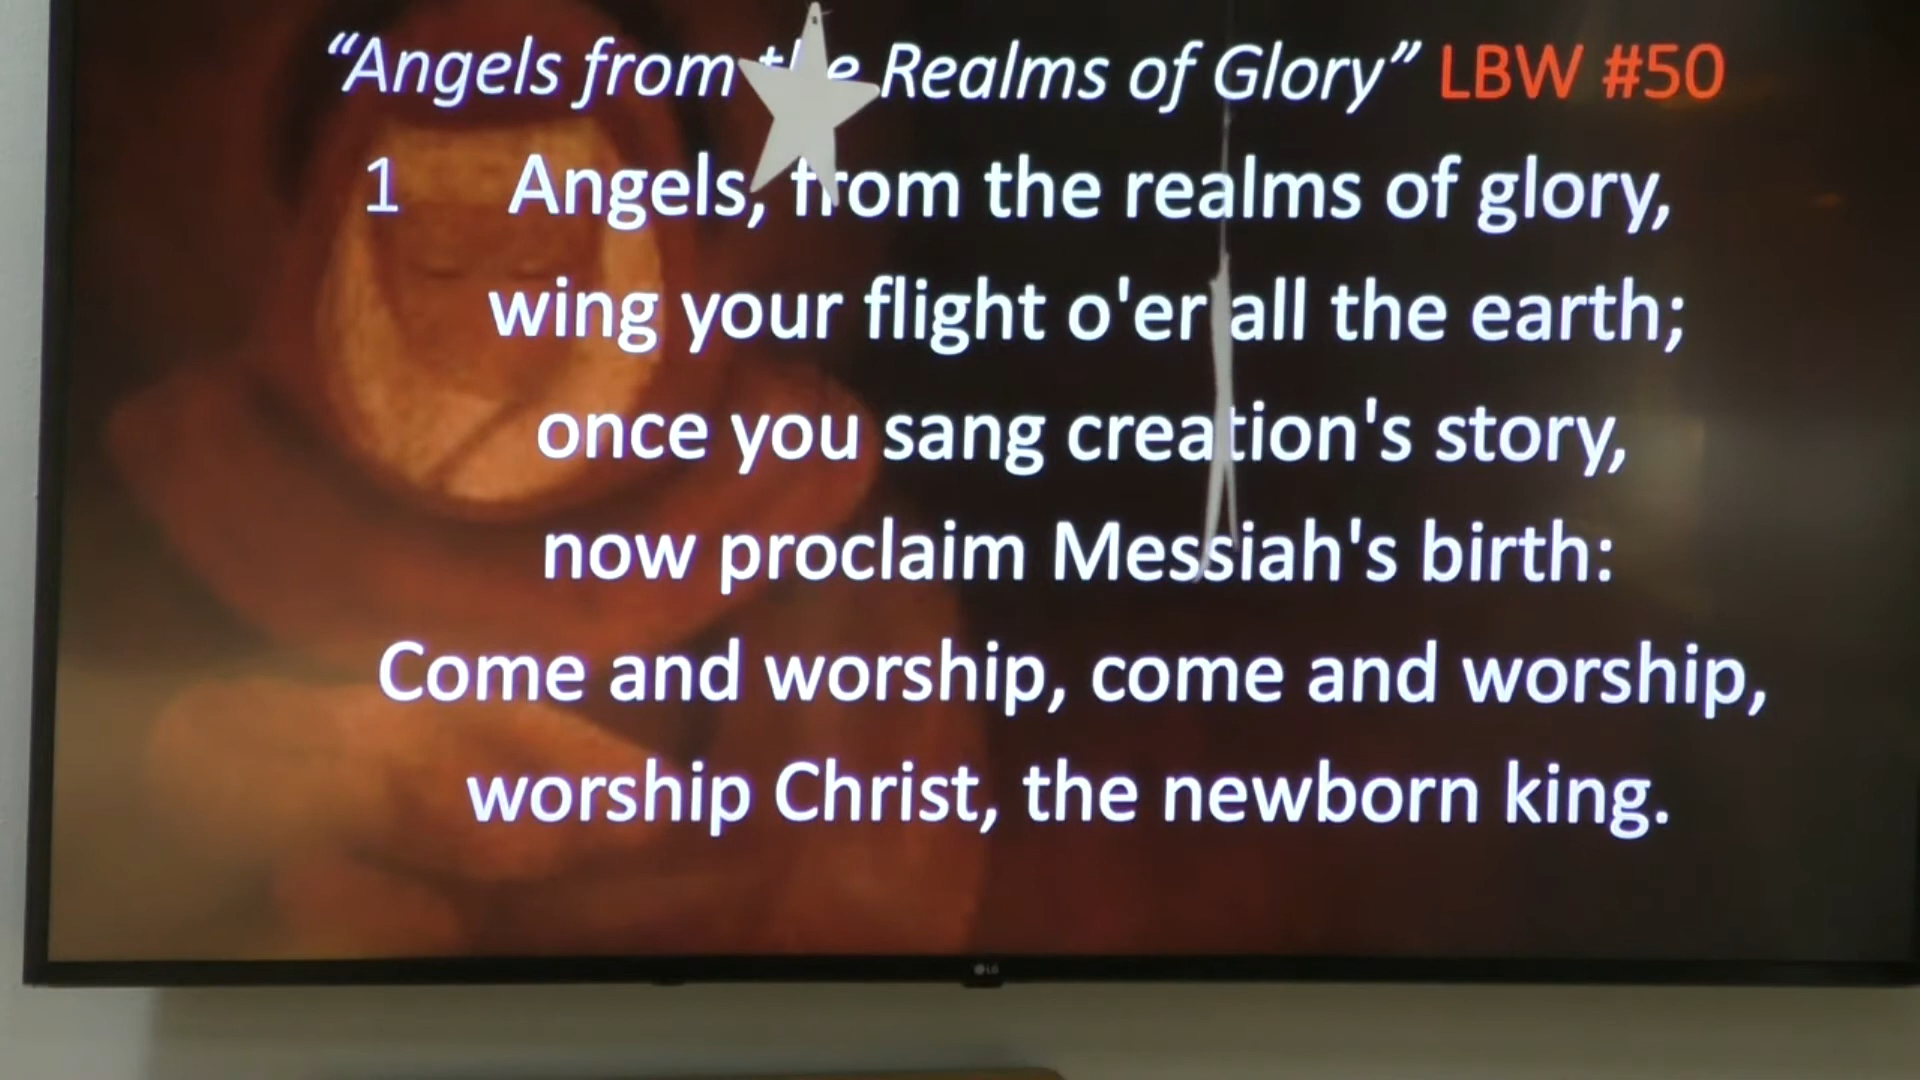 “Angels from the Realms of Glory” LBW #50
1 Angels, from the realms of glory,
wing your flight o'er all the earth;
once you sang creation's story,
now proclaim Messiah's birth:
Come and worship, come and worship,
worship Christ, the newborn king.
LG